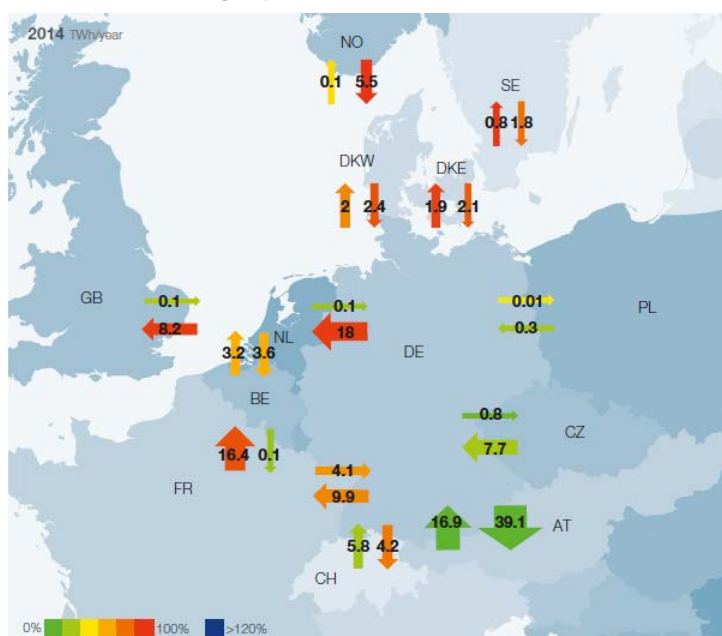 2014 TWh/year
NO
0.1 5.5
SE
0.8 1.8
DKW
DKE
2 2.4 1.9 2.1
GB
0.1
8.2
NL
0.1
18
0.01
0.3
PL
DE
3.2 3.6
BE
0.8
7.7
CZ
16.4 0.1
FR
4.1
9.9
16.9 39.1
AT
5.8 4.2
CH
0% 100% >120%